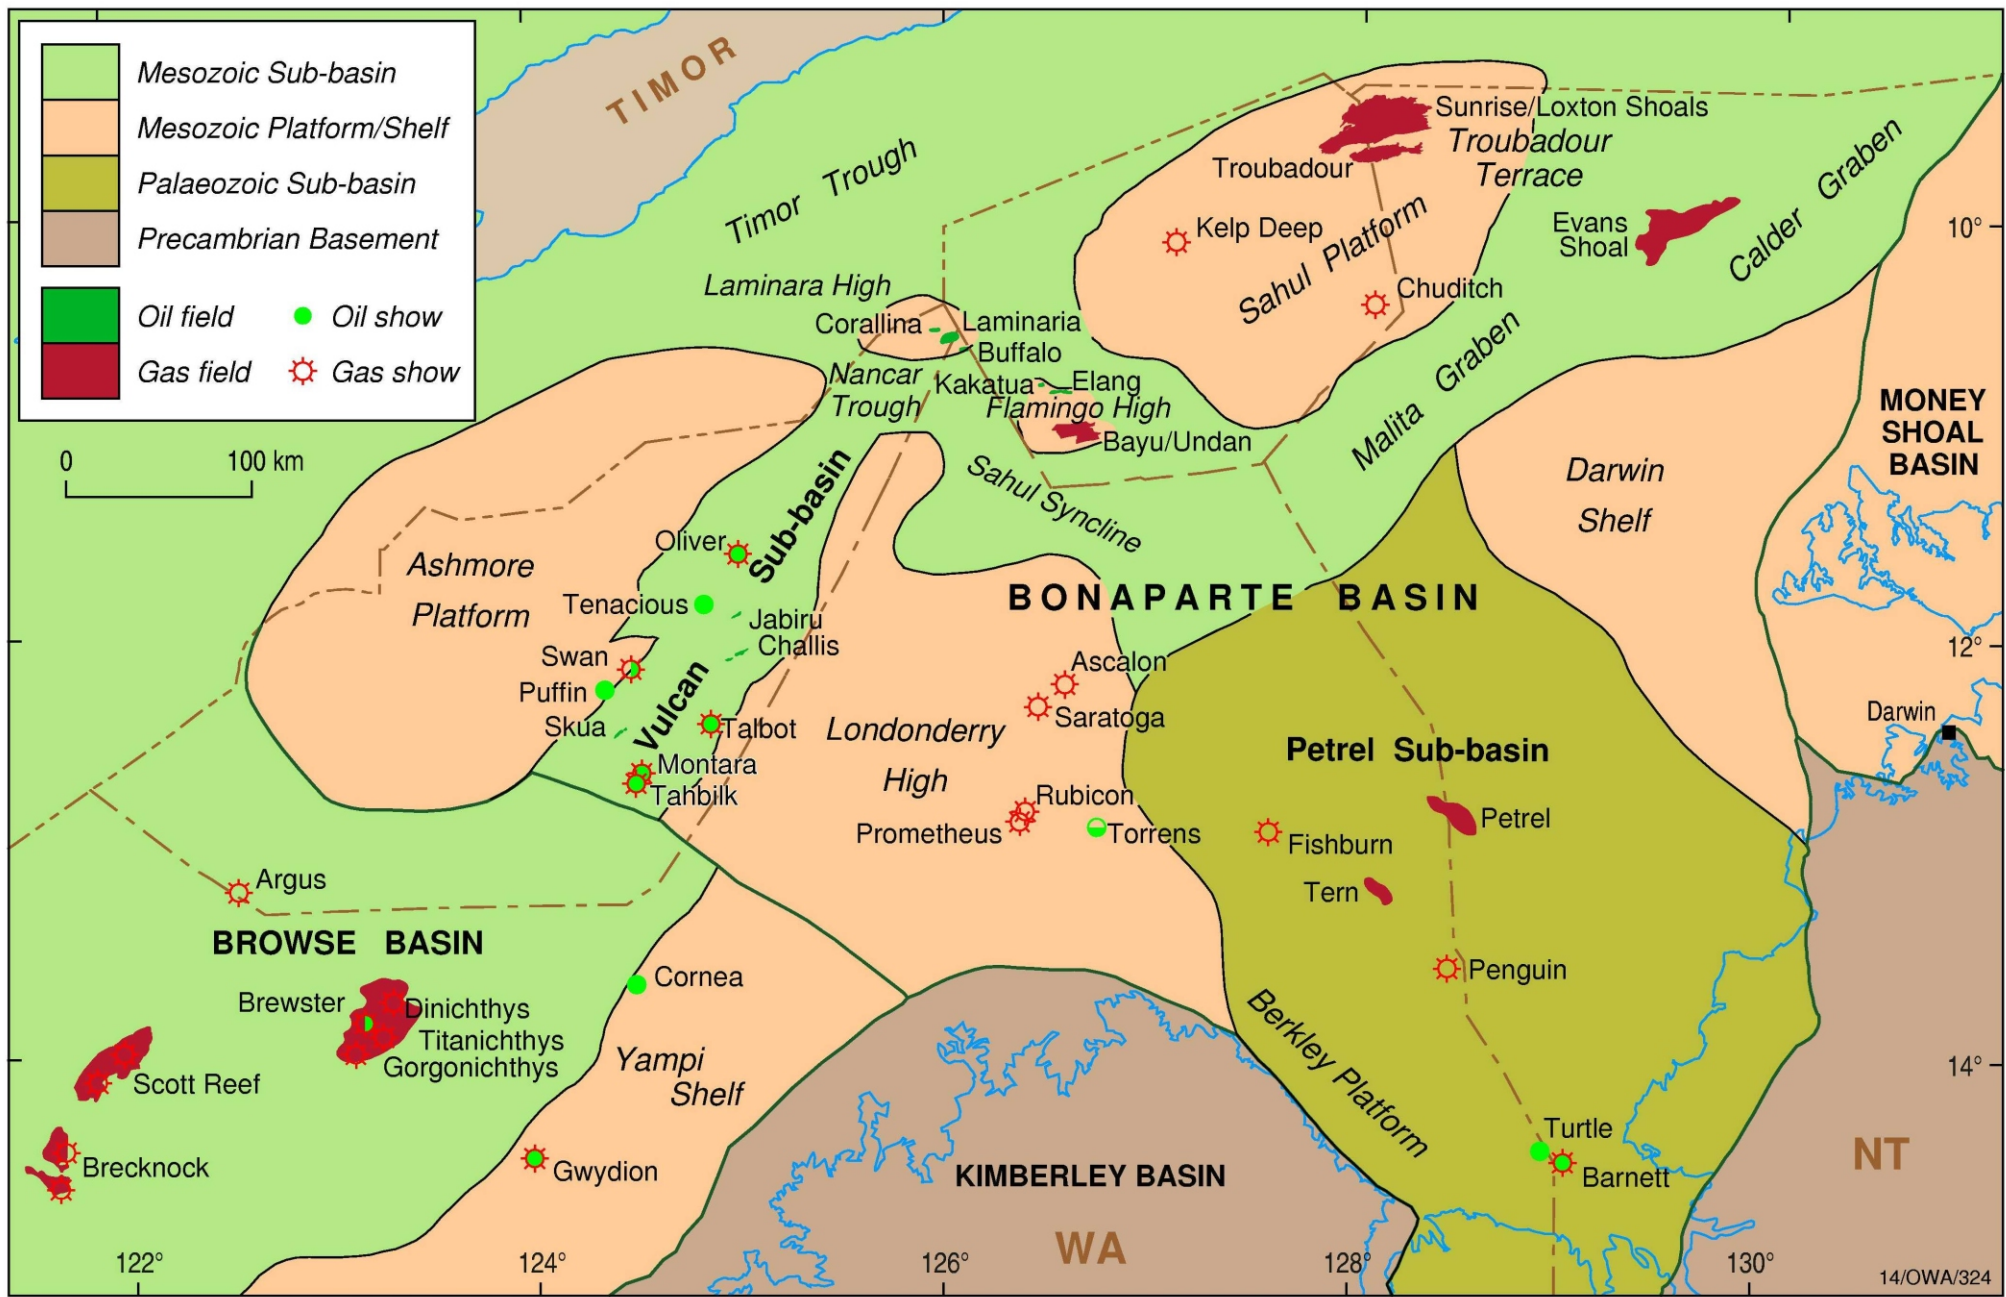 Mesozoic Sub-basin
Mesozoic Platform/Shelf
Palaeozoic Sub-basin
Precambrian Basement
Oil field
Oil show
Gas field
Gas show
0 100 km
TIMOR
Timor Trough
Sunrise/Loxton Shoals
Troubadour
Terrace
Troubadour
Kelp Deep
Sahul Platform
Chuditch
Evans
Shoal
Calder Graben
Malita Graben
10°
Laminara High
Corallina
Laminaria
Buffalo
Nancar
Trough
Kakatua
Elang
Flamingo High
Bayu/Undan
Sahul Syncline
MONEY
SHOAL
BASIN
Darwin
Shelf
Ashmore
Platform
Oliver
Vulcan Sub-basin
Tenacious
Jabiru
Challis
Swan
Puffin
Skua
Talbot
Montara
Tahbilk
BONAPARTE BASIN
12°
Ascalon
Saratoga
Londonderry
High
Rubicon
Prometheus
Torrens
Petrel Sub-basin
Petrel
Fishburn
Tern
Penguin
Darwin
Argus
BROWSE BASIN
Brewster
Dinichthys
Titanichthys
Gorgonichthys
Scott Reef
Brecknock
Cornea
Yampi
Shelf
Gwydion
Berkley Platform
14°
Turtle
Barnett
NT
KIMBERLEY BASIN
WA
122°
124°
126°
128°
130°
14/OWA/324